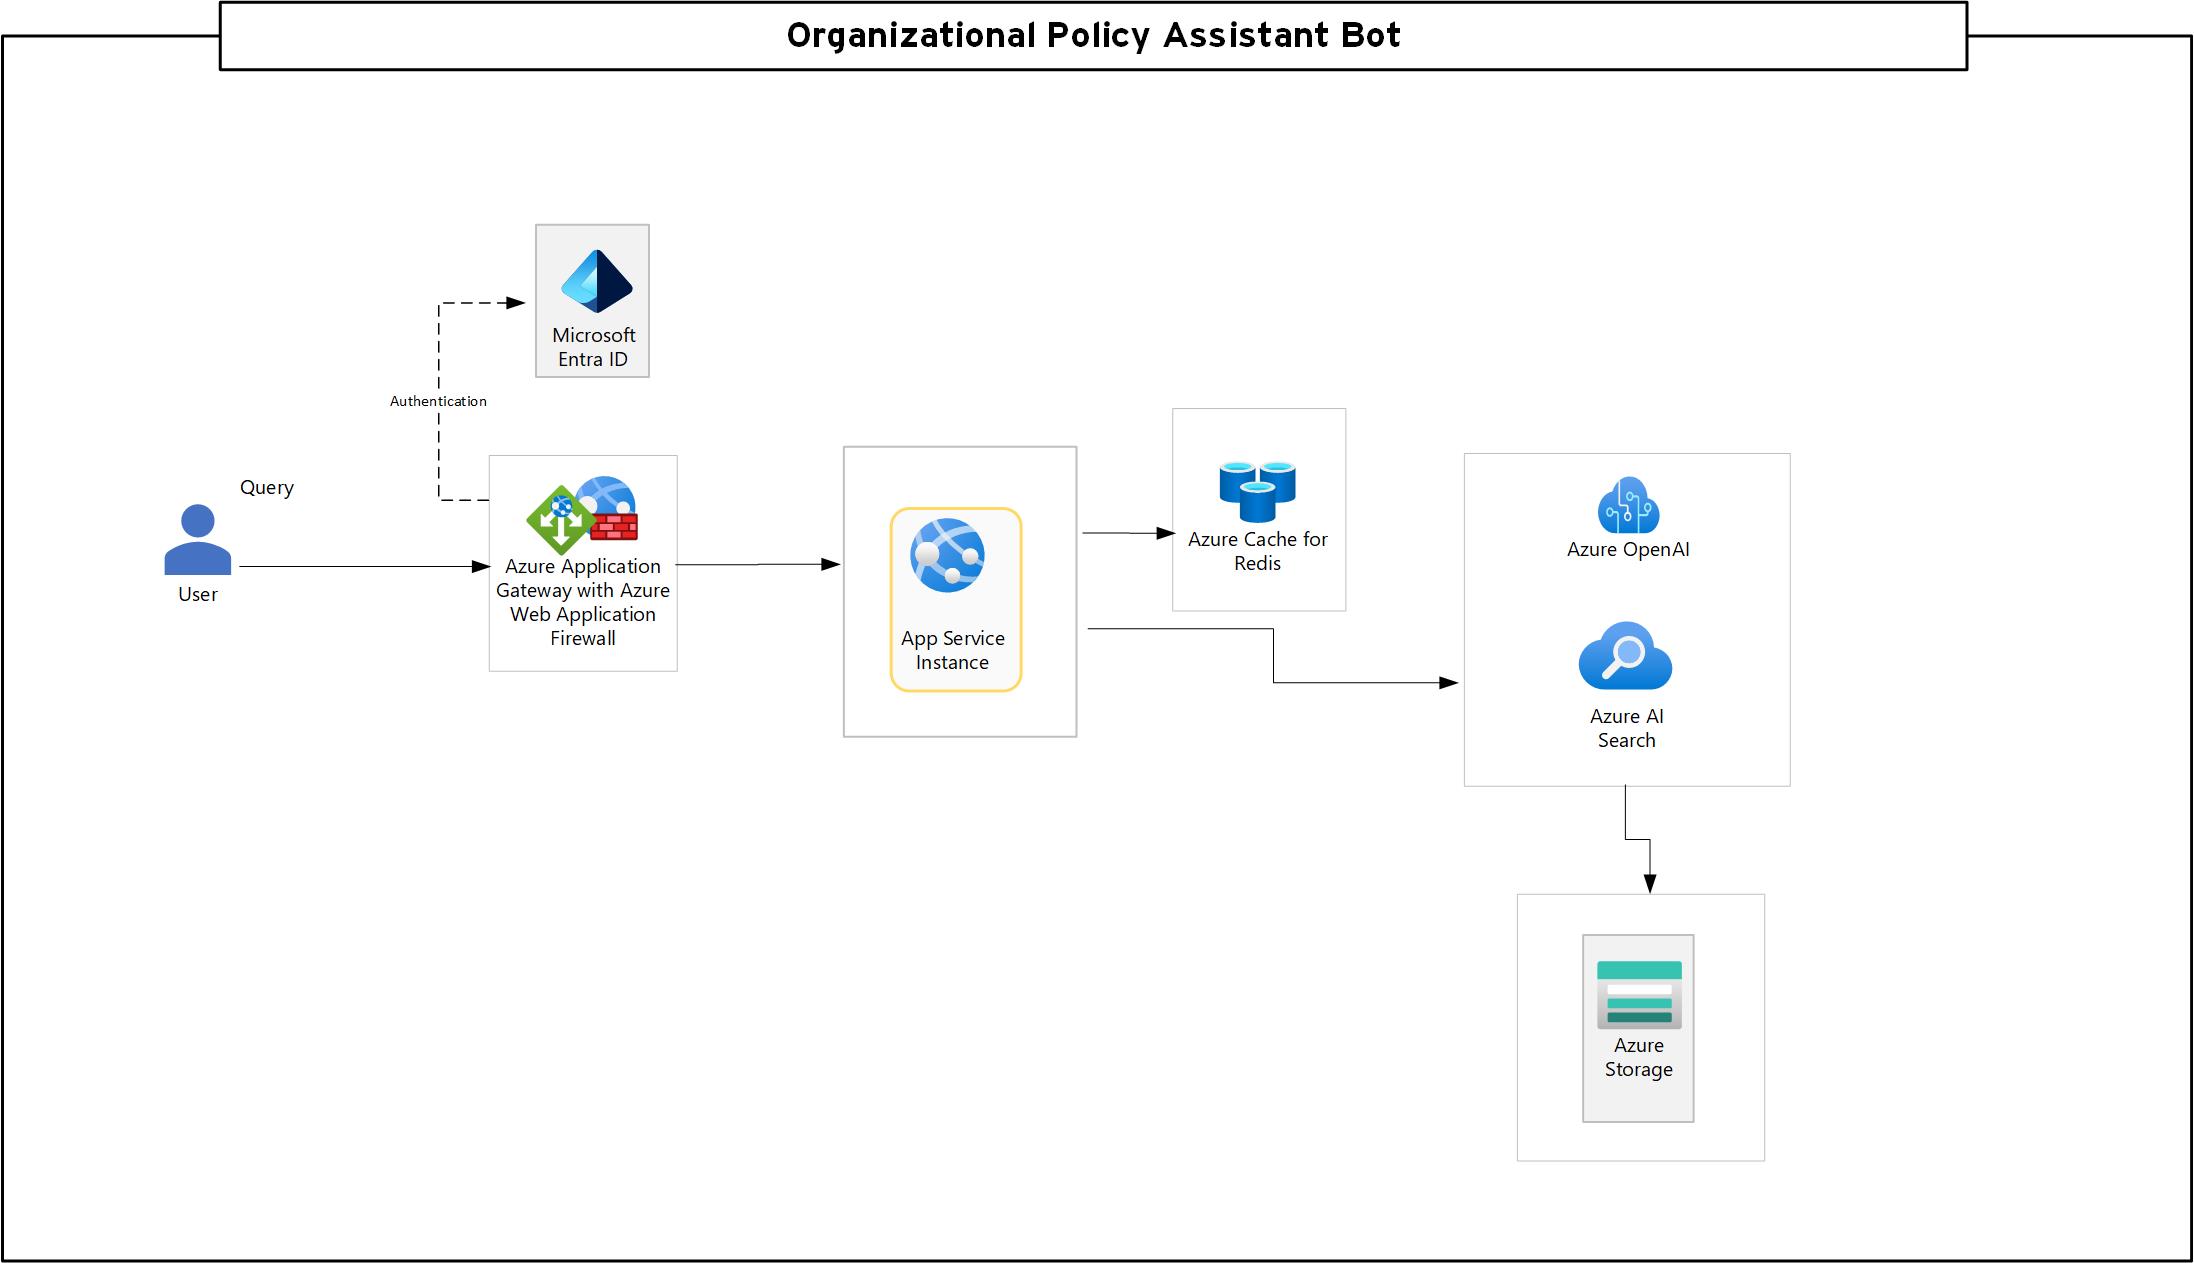 Organizational Policy Assistant Bot
Microsoft
Entra ID
Authentication
Query
User
Azure Application
Gateway with Azure
Web Application
Firewall
App Service
Instance
Azure Cache for
Redis
Azure OpenAI
Azure AI
Search
Azure
Storage